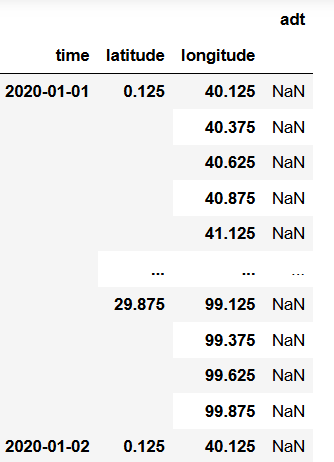 adt
time latitude longitude
2020-01-01 0.125 40.125 NaN
40.375 NaN
40.625 NaN
40.875 NaN
41.125 NaN
... ... ...
29.875 99.125 NaN
99.375 NaN
99.625 NaN
99.875 NaN
2020-01-02 0.125 40.125 NaN